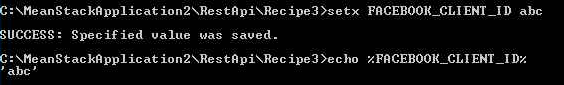 C:\MeanStackApplication2\RestApi\Recipe3>setx FACEBOOK_CLIENT_ID abc
SUCCESS: Specified value was saved.
C:\MeanStackApplication2\RestApi\Recipe3>echo %FACEBOOK_CLIENT_ID%
'abc'